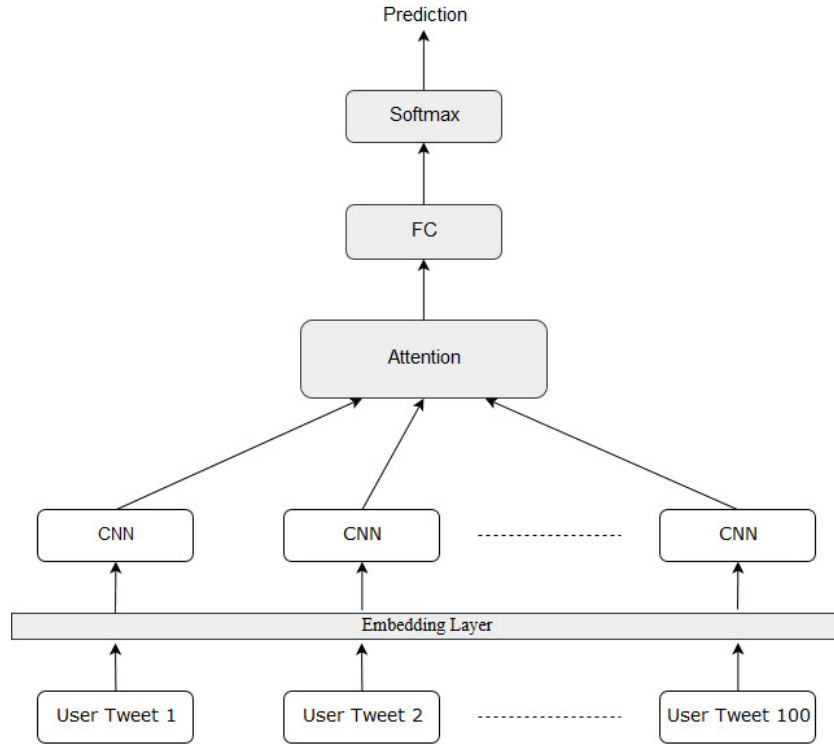 Prediction
Softmax
FC
Attention
CNN
CNN
CNN
Embedding Layer
User Tweet 1
User Tweet 2
User Tweet 100